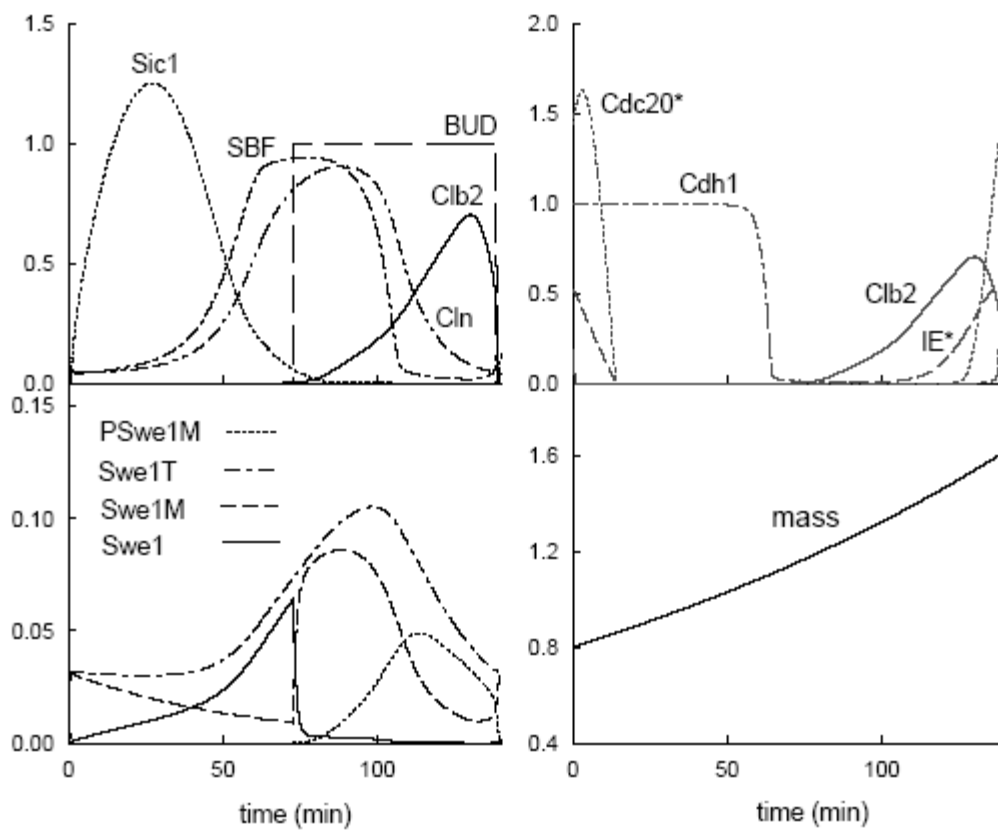 1.5
Sic1
SBF
BUD
Clb2
Cln
1.0
0.5
0.0
2.0
Cdc20*
1.5
Cdh1
1.0
Clb2
0.5
IE*
0.0
0.15
PSwe1M
Swe1T
Swe1M
Swe1
0.10
0.05
0.00
0 50 100
time (min)
1.6
mass
1.2
0.8
0.4
0 50 100
time (min)